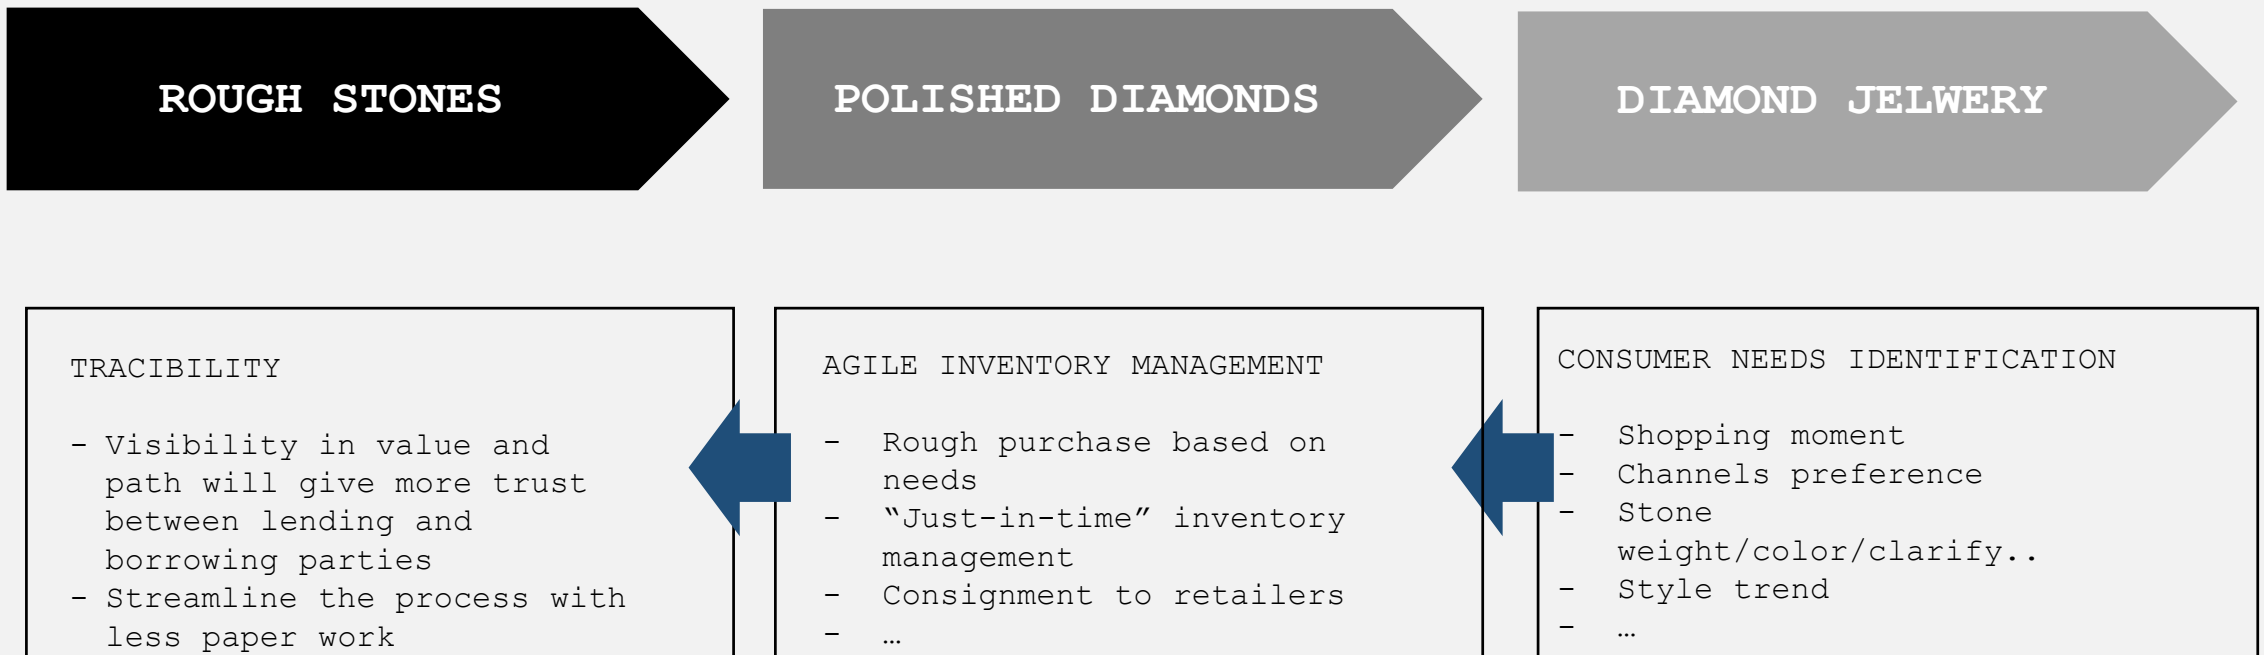 ROUGH STONES
POLISHED DIAMONDS
DIAMOND JELWERY
TRACIBILITY
- Visibility in value and
path will give more trust
between lending and
borrowing parties
- Streamline the process with
less paper work
AGILE INVENTORY MANAGEMENT
- Rough purchase based on
needs
- “Just-in-time” inventory
management
- Consignment to retailers
- …
CONSUMER NEEDS IDENTIFICATION
- Shopping moment
- Channels preference
- Stone
weight/color/clarify..
- Style trend
- …